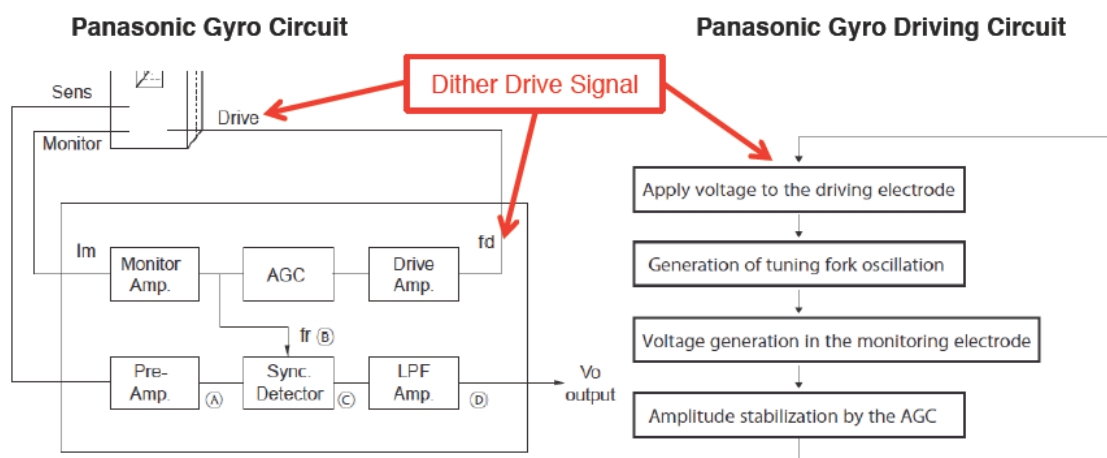 Panasonic Gyro Circuit
Panasonic Gyro Driving Circuit
Dither Drive Signal
Sens
Drive
Monitor
Im
Monitor
Amp.
AGC
Drive
Amp.
fd
fr Ⓑ
Pre-
Amp.
Ⓐ
Sync.
Detector
Ⓒ
LPF
Amp.
Ⓓ
Vo
output
Apply voltage to the driving electrode
Generation of tuning fork oscillation
Voltage generation in the monitoring electrode
Amplitude stabilization by the AGC